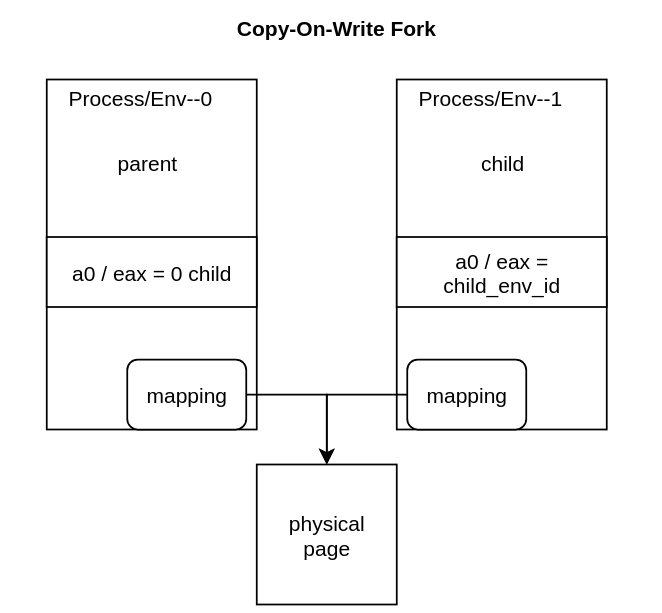 Copy-On-Write Fork
Process/Env--0
Process/Env--1
parent
child
a0 / eax = 0 child
a0 / eax =
child_env_id
mapping
mapping
physical
page